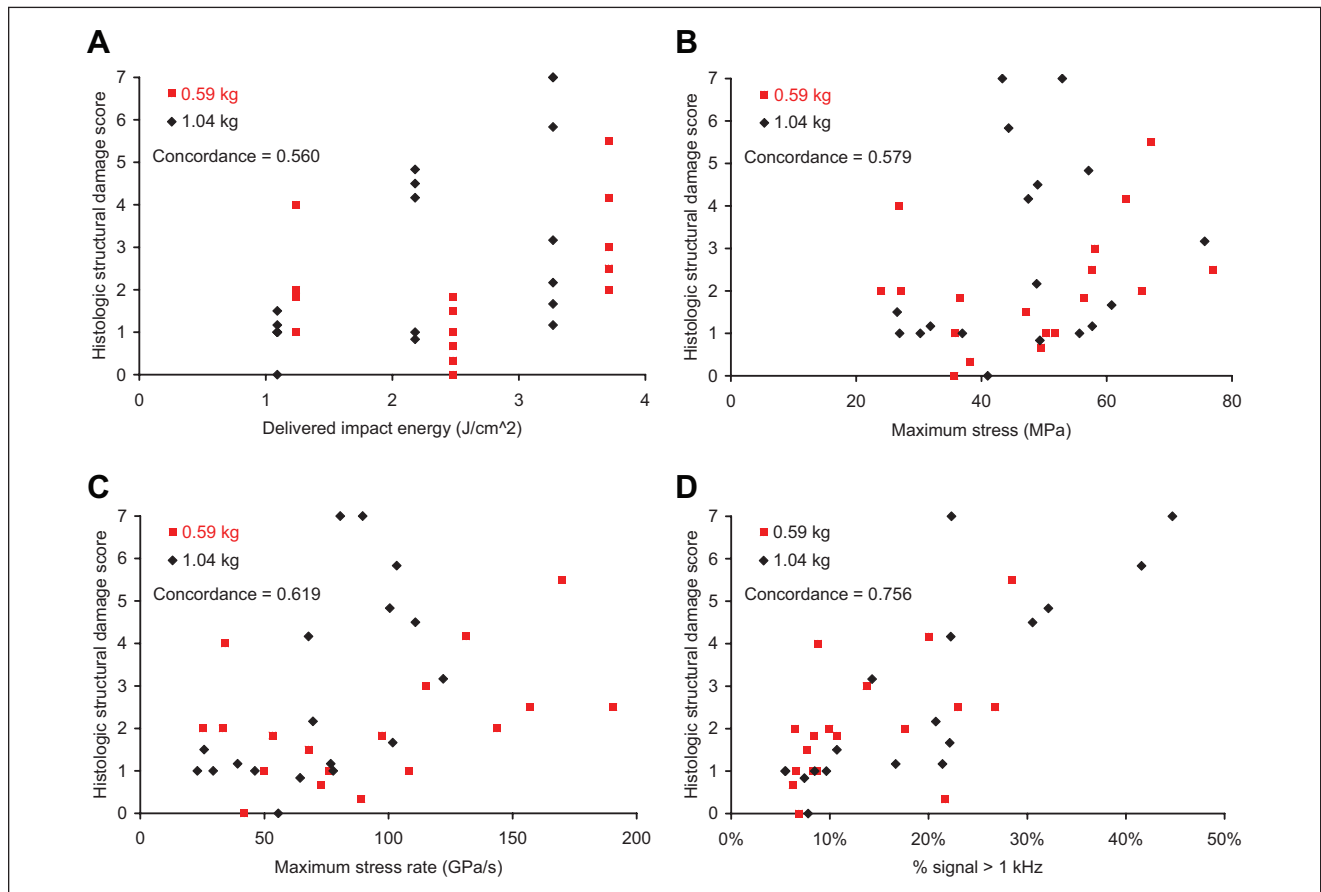 A
Histologic structural damage score
7
6
5
4
3
2
1
0
0.59 kg
1.04 kg
Concordance = 0.560
0 1 2 3 4
Delivered impact energy (J/cm^2)
B
Histologic structural damage score
7
6
5
4
3
2
1
0
0.59 kg
1.04 kg
Concordance = 0.579
0 20 40 60 80
Maximum stress (MPa)
C
Histologic structural damage score
7
6
5
4
3
2
1
0
0.59 kg
1.04 kg
Concordance = 0.619
0 50 100 150 200
Maximum stress rate (GPa/s)
D
Histologic structural damage score
7
6
5
4
3
2
1
0
0.59 kg
1.04 kg
Concordance = 0.756
0% 10% 20% 30% 40% 50%
% signal > 1 kHz